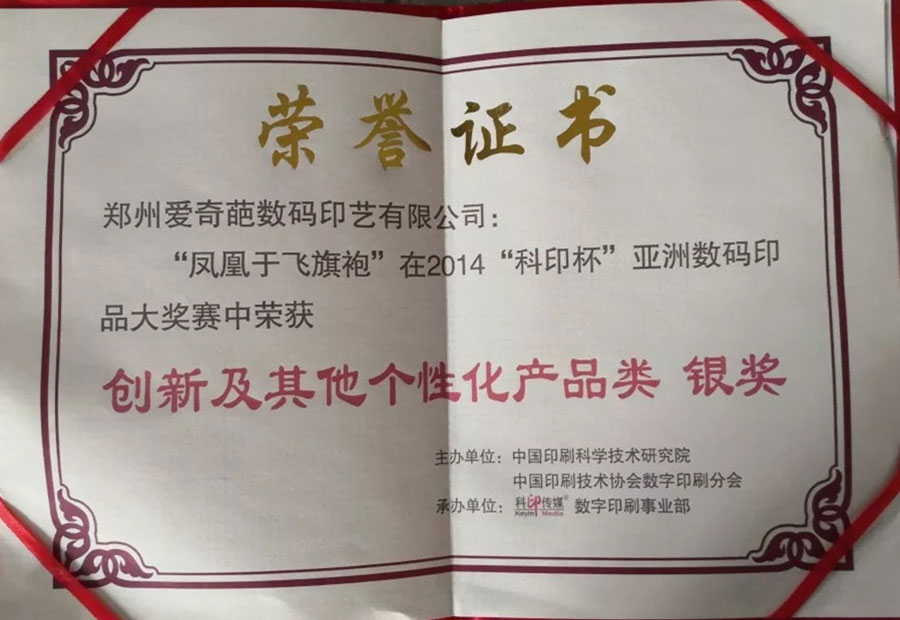 荣誉证书
郑州爱奇葩数码印艺有限公司：
“凤凰于飞旗袍”在2014“科印杯”亚洲数码印
品大奖赛中荣获
创新及其他个性化产品类 银奖
主办单位：中国印刷科学技术研究院
中国印刷技术协会数字印刷分会
承办单位：科印传媒® Keyin Media 数字印刷事业部